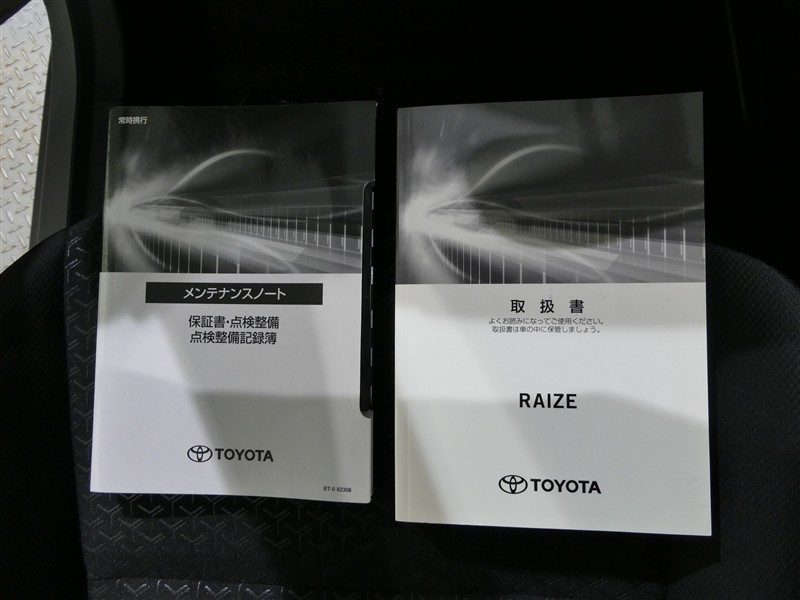 常時携行
メンテナンスノート
保証書・点検整備
点検整備記録簿
TOYOTA
BT-0 62308
取扱書
よくお読みになってご使用ください。
取扱書は車の中に保管しましょう。
RAIZE
TOYOTA